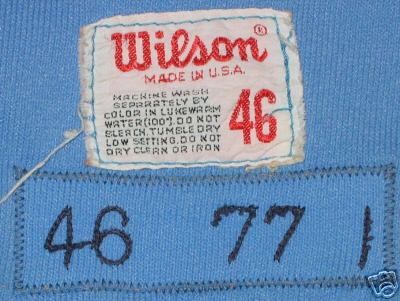 Wilson®
MADE IN U.S.A.
MACHINE WASH
SEPARATELY BY
COLOR IN LUKEWARM
WATER(100°). DO NOT
BLEACH. TUMBLE DRY
LOW SETTING. DO NOT
DRY CLEAN OR IRON
46
46 77 1